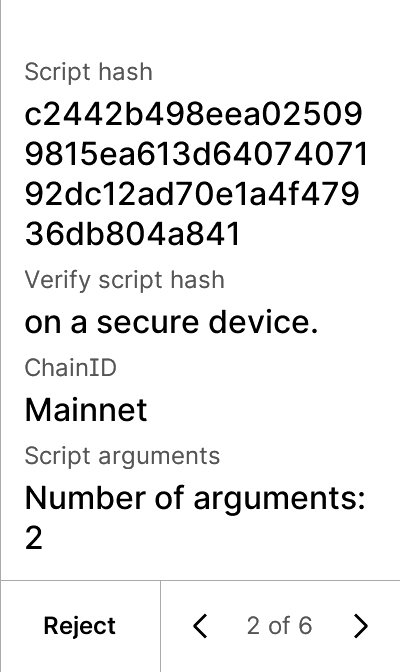 Script hash
c2442b498eea02509
9815ea613d64074071
92dc12ad70e1a4f479
36db804a841
Verify script hash
on a secure device.
ChainID
Mainnet
Script arguments
Number of arguments:
2
Reject
2 of 6